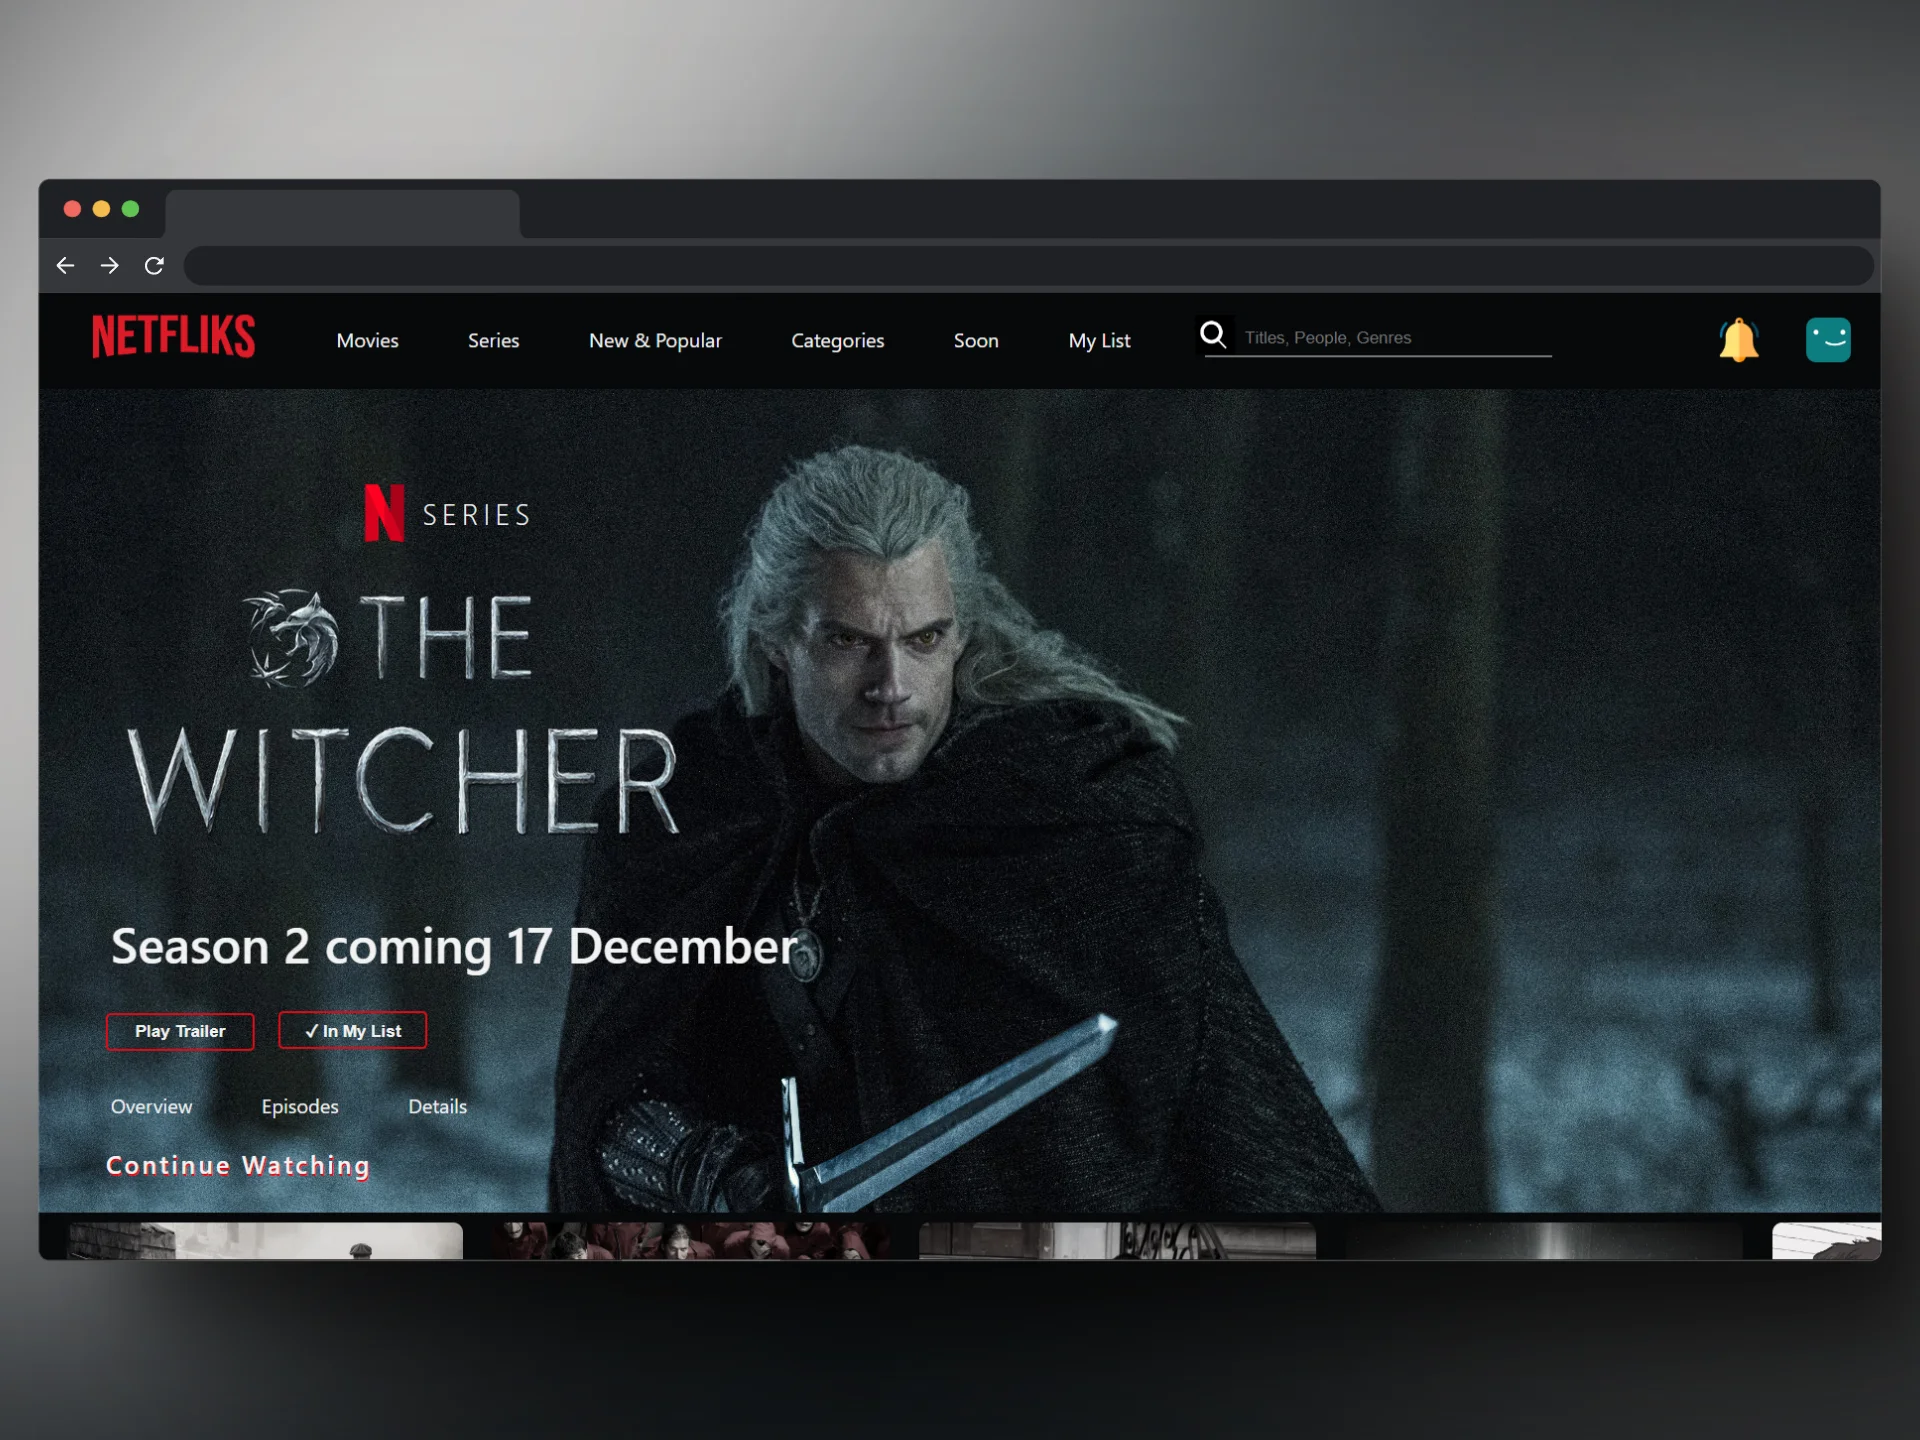 NETFLIKS
Movies Series New & Popular Categories Soon My List Titles, People, Genres
N SERIES
THE
WITCHER
Season 2 coming 17 December
Play Trailer ✓ In My List
Overview Episodes Details
Continue Watching